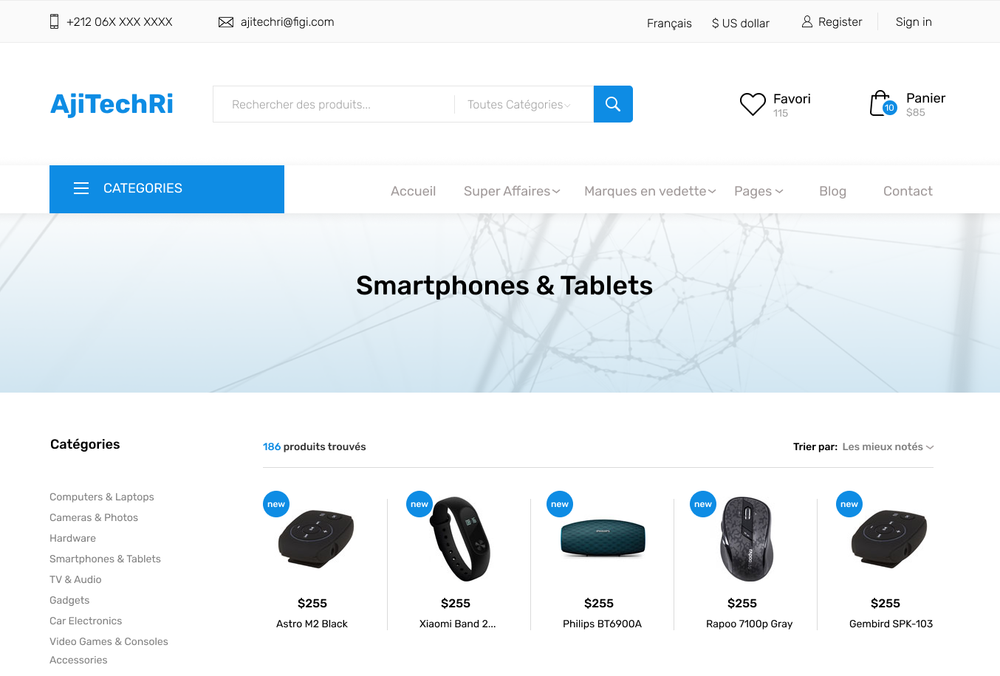 +212 06X XXX XXXX
ajitechri@figi.com
Français
$ US dollar
Register
Sign in
AjiTechRi
Rechercher des produits...
Toutes Catégories
Favori
115
10
Panier
$85
CATEGORIES
Accueil
Super Affaires
Marques en vedette
Pages
Blog
Contact
Smartphones & Tablets
Catégories
Computers & Laptops
Cameras & Photos
Hardware
Smartphones & Tablets
TV & Audio
Gadgets
Car Electronics
Video Games & Consoles
Accessories
186 produits trouvés
Trier par: Les mieux notés
new
$255
Astro M2 Black
new
08 16
$255
Xiaomi Band 2...
new
PHILIPS
$255
Philips BT6900A
new
rapoo
$255
Rapoo 7100p Gray
new
$255
Gembird SPK-103